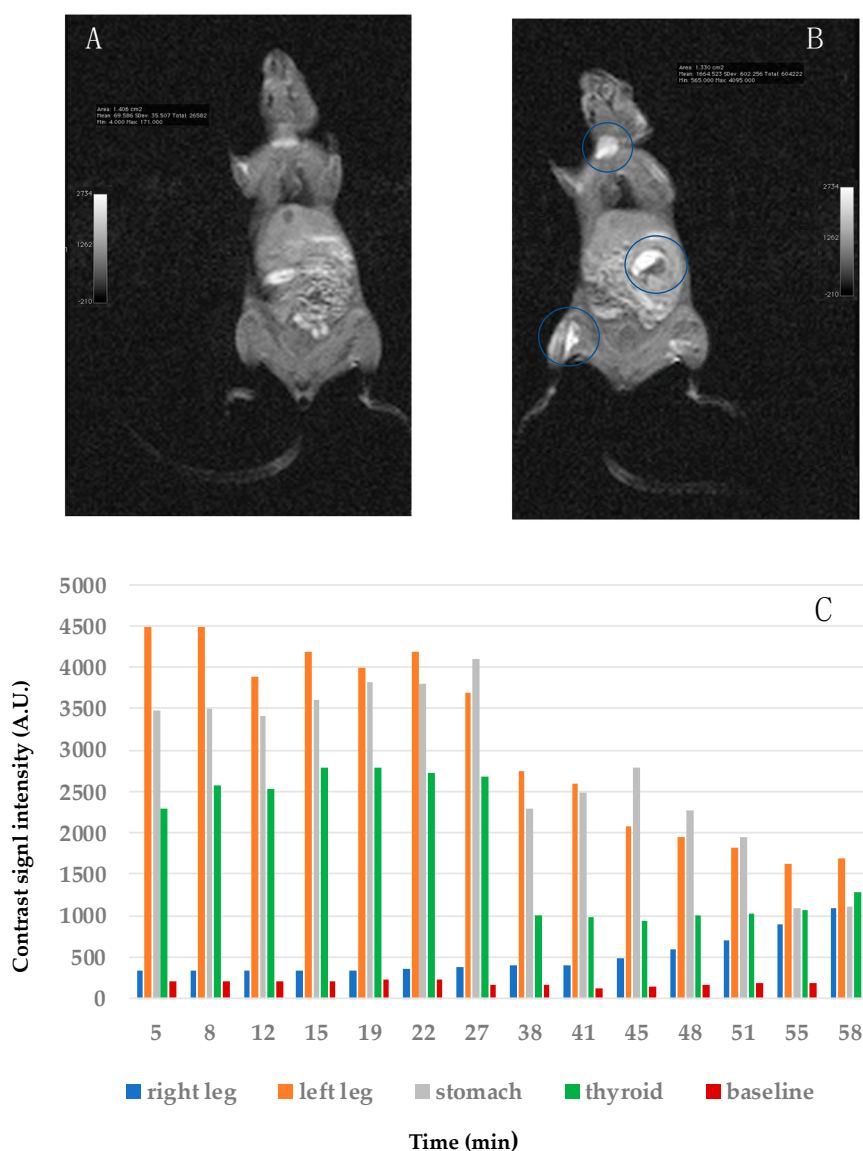 A
Area: 1.406 cm2
Mean: 69.586 SDev: 35.507 Total: 26582
Min: 4.000 Max: 171.000
2734
1262
-210
B
Area: 1.330 cm2
Mean: 1664.523 SDev: 602.256 Total: 604222
Min: 565.000 Max: 4095.000
2734
1262
-210
C
Contrast signl intensity (A.U.)
5000
4500
4000
3500
3000
2500
2000
1500
1000
500
0
5 8 12 15 19 22 27 38 41 45 48 51 55 58
right leg left leg stomach thyroid baseline
Time (min)